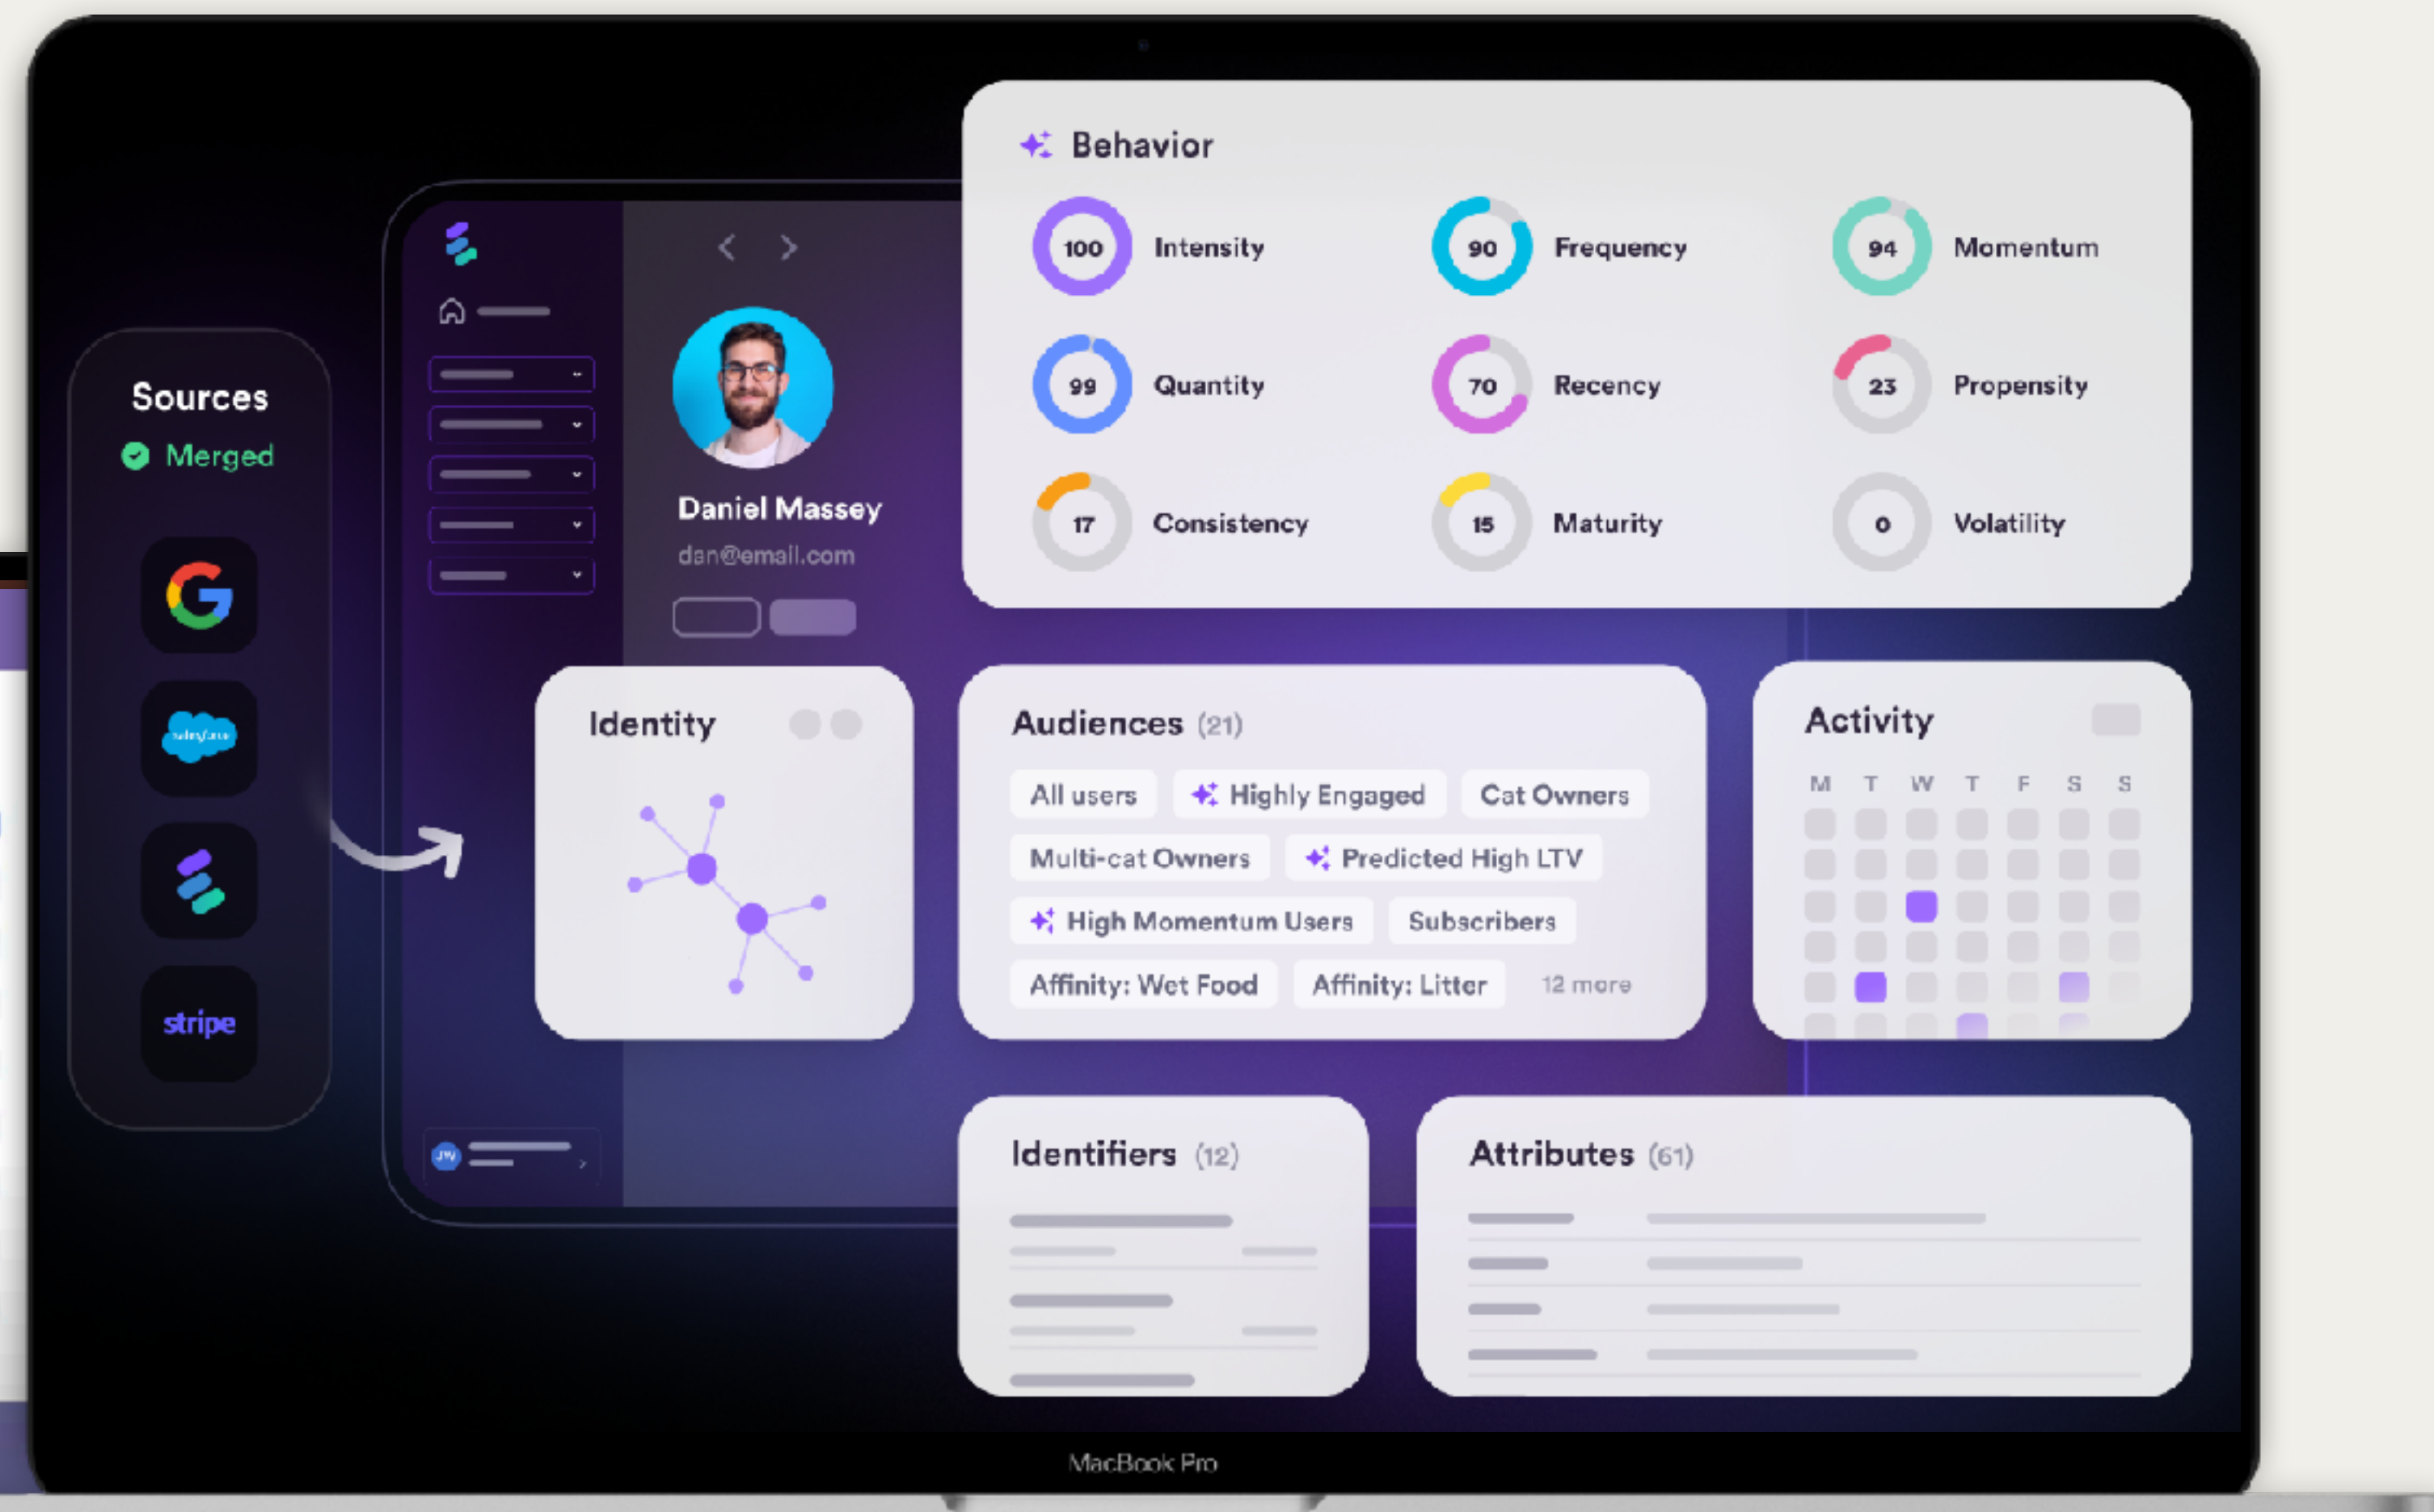 Sources
Merged
salesforce
stripe
Daniel Massey
dan@email.com
JW
Behavior
100 Intensity
90 Frequency
94 Momentum
99 Quantity
70 Recency
23 Propensity
17 Consistency
15 Maturity
0 Volatility
Identity
Audiences (21)
All users
Highly Engaged
Cat Owners
Multi-cat Owners
Predicted High LTV
High Momentum Users
Subscribers
Affinity: Wet Food
Affinity: Litter
12 more
Activity
M T W T F S S
Identifiers (12)
Attributes (61)
MacBook Pro